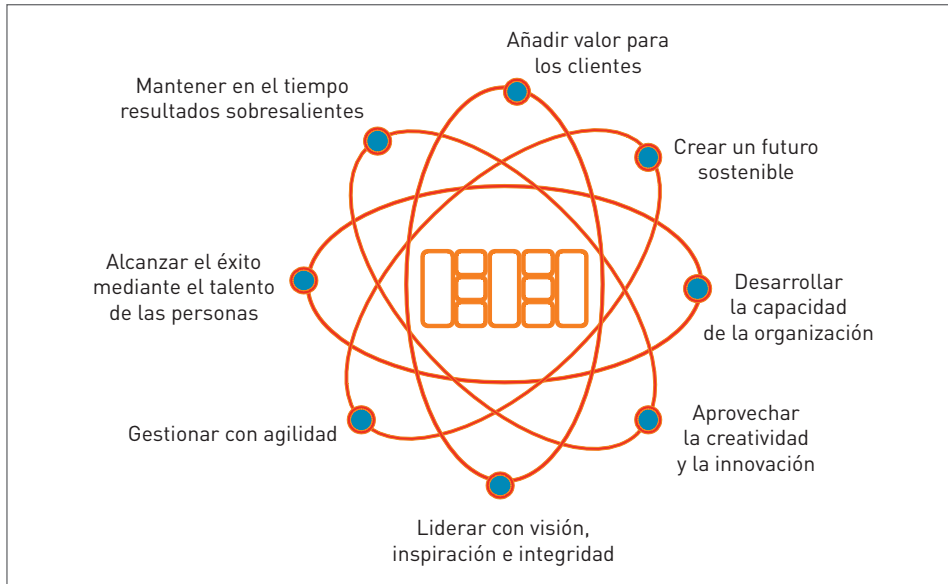 Añadir valor para
los clientes
Crear un futuro
sostenible
Desarrollar
la capacidad
de la organización
Aprovechar
la creatividad
y la innovación
Liderar con visión,
inspiración e integridad
Gestionar con agilidad
Alcanzar el éxito
mediante el talento
de las personas
Mantener en el tiempo
resultados sobresalientes